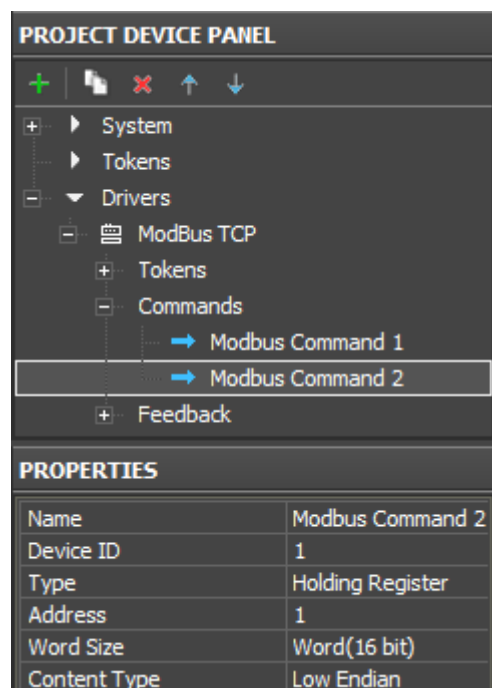 PROJECT DEVICE PANEL
System
Tokens
Drivers
ModBus TCP
Tokens
Commands
Modbus Command 1
Modbus Command 2
Feedback
PROPERTIES
Name Modbus Command 2
Device ID 1
Type Holding Register
Address 1
Word Size Word(16 bit)
Content Type Low Endian